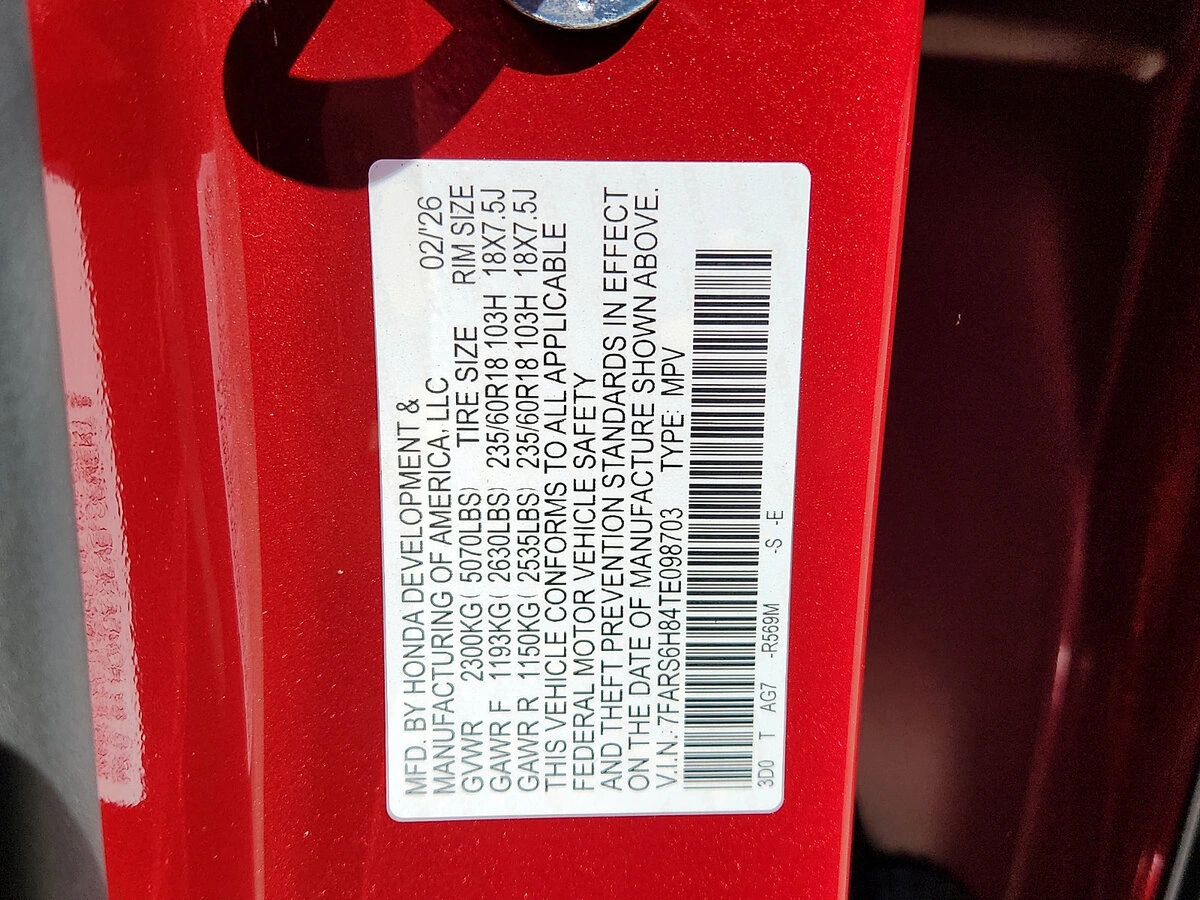 MFD. BY HONDA DEVELOPMENT &
MANUFACTURING OF AMERICA, LLC 02/'26
GVWR 2300KG( 5070LBS) TIRE SIZE RIM SIZE
GAWR F 1193KG( 2630LBS) 235/60R18 103H 18X7.5J
GAWR R 1150KG( 2535LBS) 235/60R18 103H 18X7.5J
THIS VEHICLE CONFORMS TO ALL APPLICABLE
FEDERAL MOTOR VEHICLE SAFETY
AND THEFT PREVENTION STANDARDS IN EFFECT
ON THE DATE OF MANUFACTURE SHOWN ABOVE.
V.I.N.: 7FARS6H84TE098703 TYPE: MPV
3D0 T AG7 -R569M -S -E